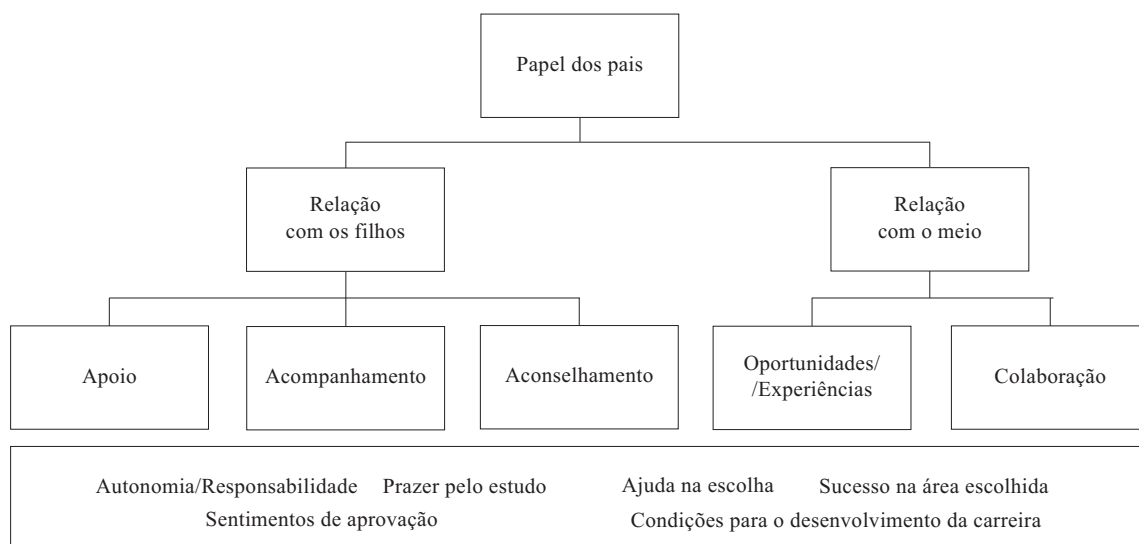 Papel dos pais
Relação
com os filhos
Relação
com o meio
Apoio
Acompanhamento
Aconselhamento
Oportunidades/
/Experiências
Colaboração
Autonomia/Responsabilidade Prazer pelo estudo Ajuda na escolha Sucesso na área escolhida
Sentimentos de aprovação Condições para o desenvolvimento da carreira